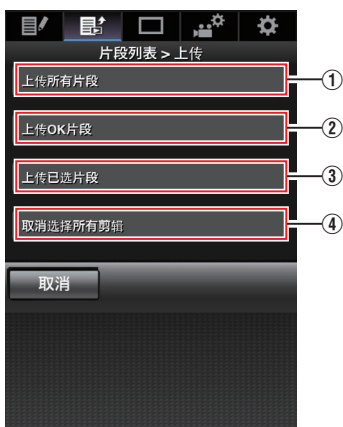 片段列表 > 上传
上传所有片段 ①
上传OK片段 ②
上传已选片段 ③
取消选择所有剪辑 ④
取消